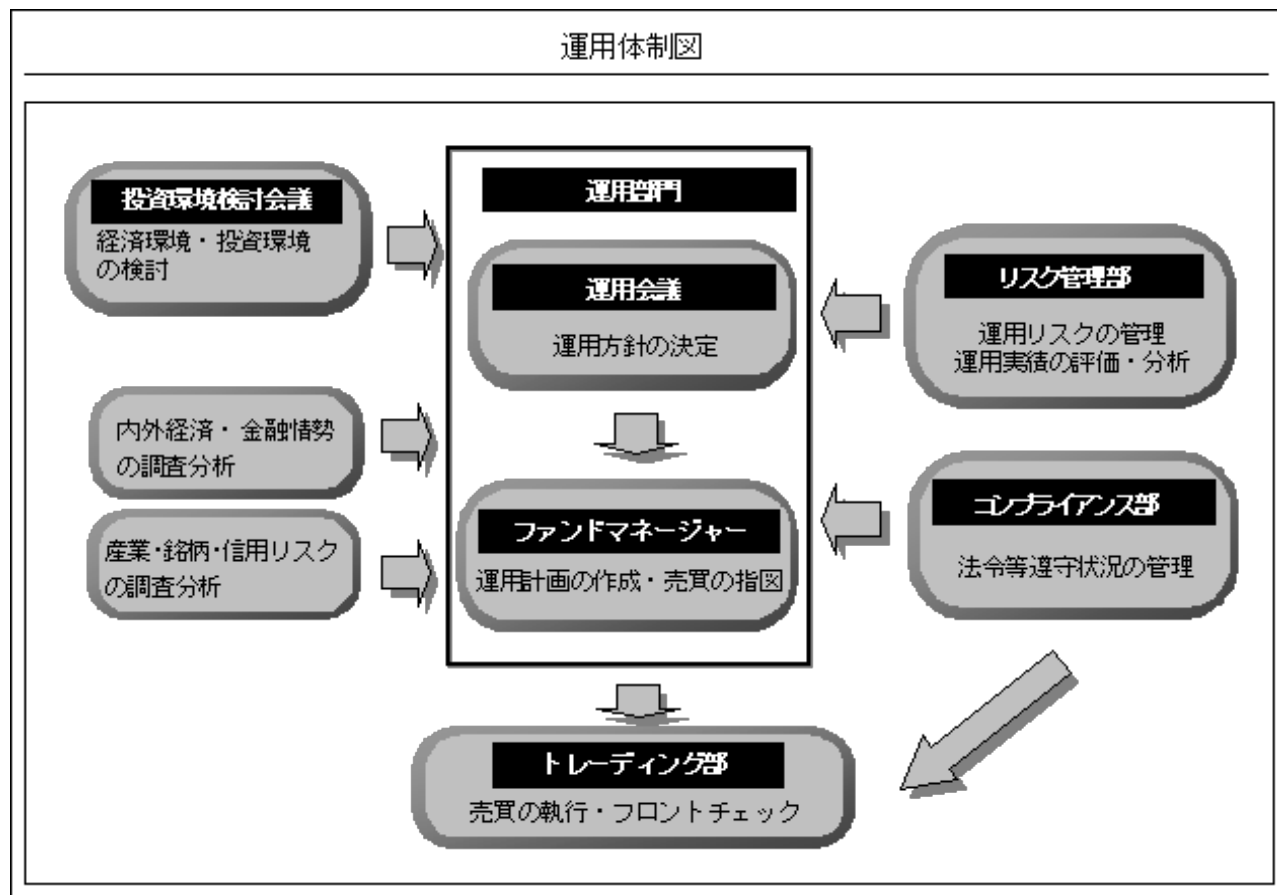 運用体制図
投資環境検討会議
経済環境・投資環境
の検討
内外経済・金融情勢
の調査分析
産業・銘柄・信用リスク
の調査分析
運用部門
運用会議
運用方針の決定
ファンドマネージャー
運用計画の作成・売買の指図
リスク管理部
運用リスクの管理
運用実績の評価・分析
コンプライアンス部
法令等遵守状況の管理
トレーディング部
売買の執行・フロントチェック